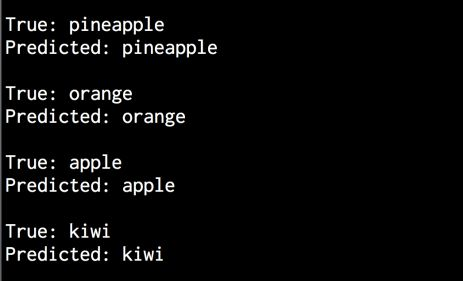 True: pineapple
Predicted: pineapple
True: orange
Predicted: orange
True: apple
Predicted: apple
True: kiwi
Predicted: kiwi